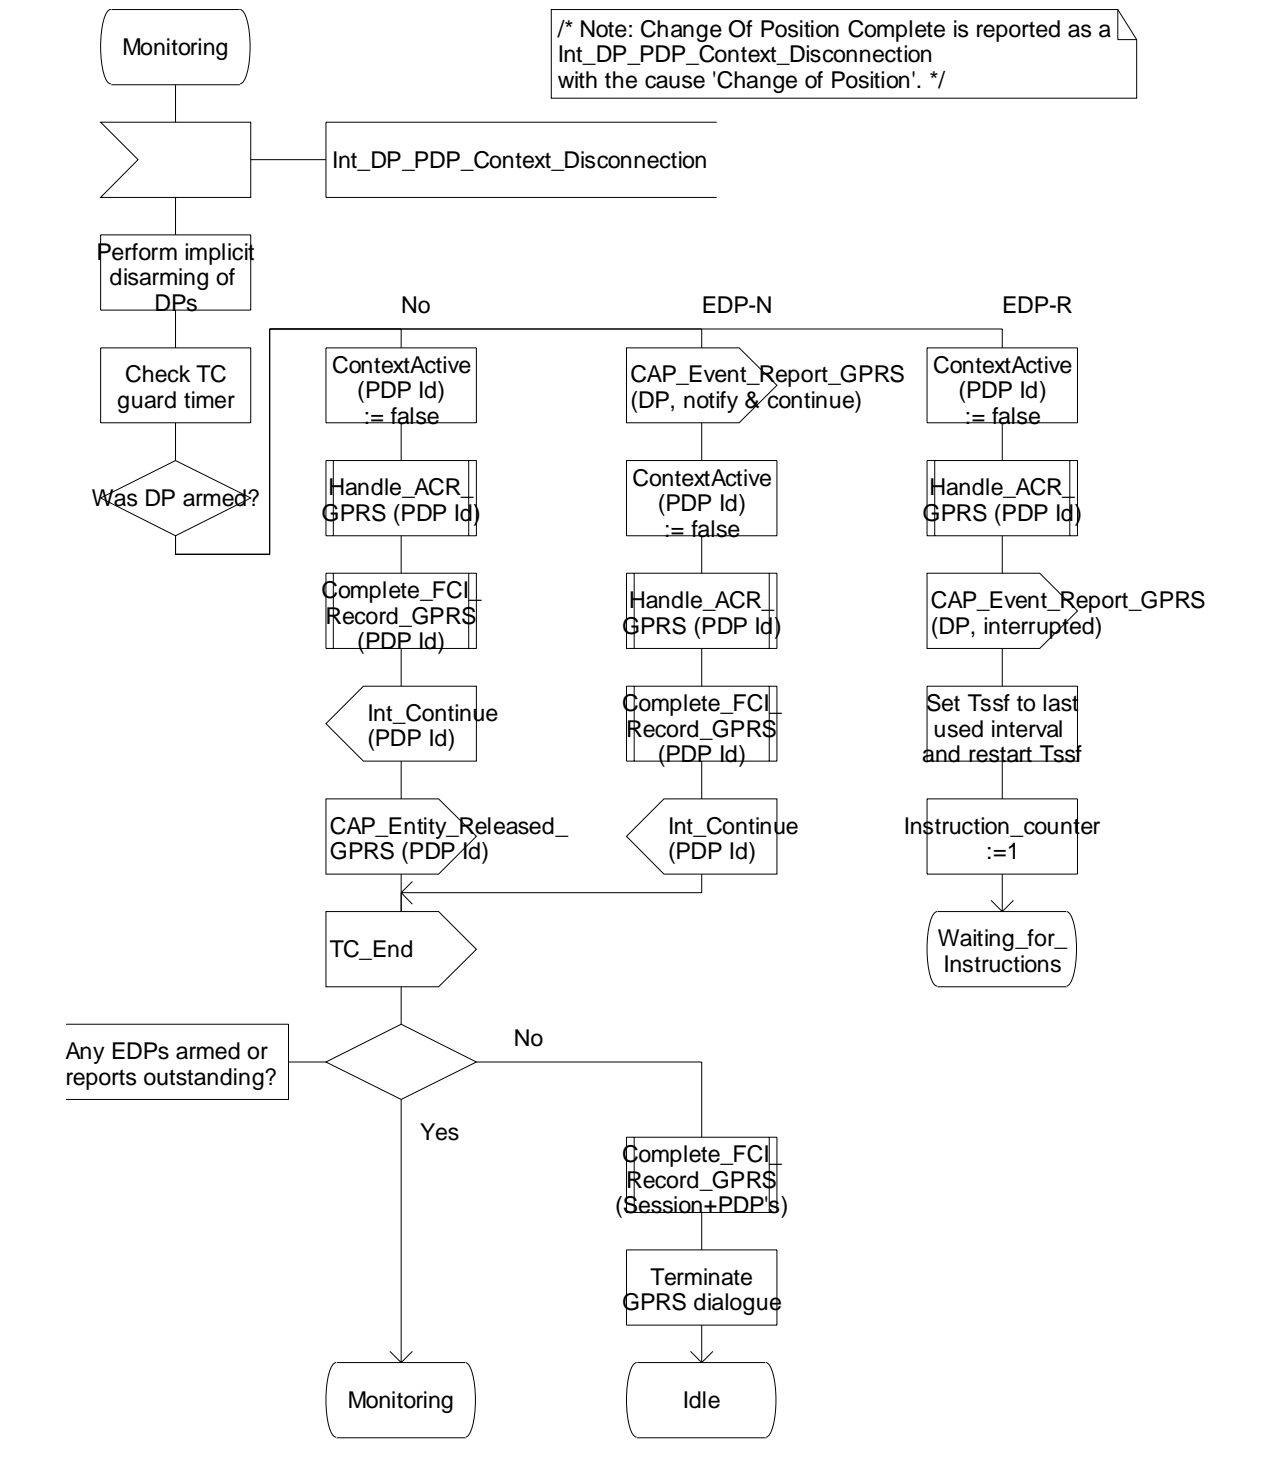 Monitoring
/* Note: Change Of Position Complete is reported as a
Int_DP_PDP_Context_Disconnection
with the cause 'Change of Position'. */
Int_DP_PDP_Context_Disconnection
Perform implicit
disarming of
DPs
Check TC
guard timer
Was DP armed?
No
ContextActive
(PDP Id)
:= false
Handle_ACR_
GPRS (PDP Id)
Complete_FCI_
Record_GPRS
(PDP Id)
Int_Continue
(PDP Id)
CAP_Entity_Released_
GPRS (PDP Id)
EDP-N
CAP_Event_Report_GPRS
(DP, notify & continue)
ContextActive
(PDP Id)
:= false
Handle_ACR_
GPRS (PDP Id)
Complete_FCI_
Record_GPRS
(PDP Id)
Int_Continue
(PDP Id)
EDP-R
ContextActive
(PDP Id)
:= false
Handle_ACR_
GPRS (PDP Id)
CAP_Event_Report_GPRS
(DP, interrupted)
Set Tssf to last
used interval
and restart Tssf
Instruction_counter
:=1
Waiting_for_
Instructions
TC_End
Any EDPs armed or
reports outstanding?
No
Yes
Complete_FCI_
Record_GPRS
(Session+PDP's)
Terminate
GPRS dialogue
Monitoring
Idle